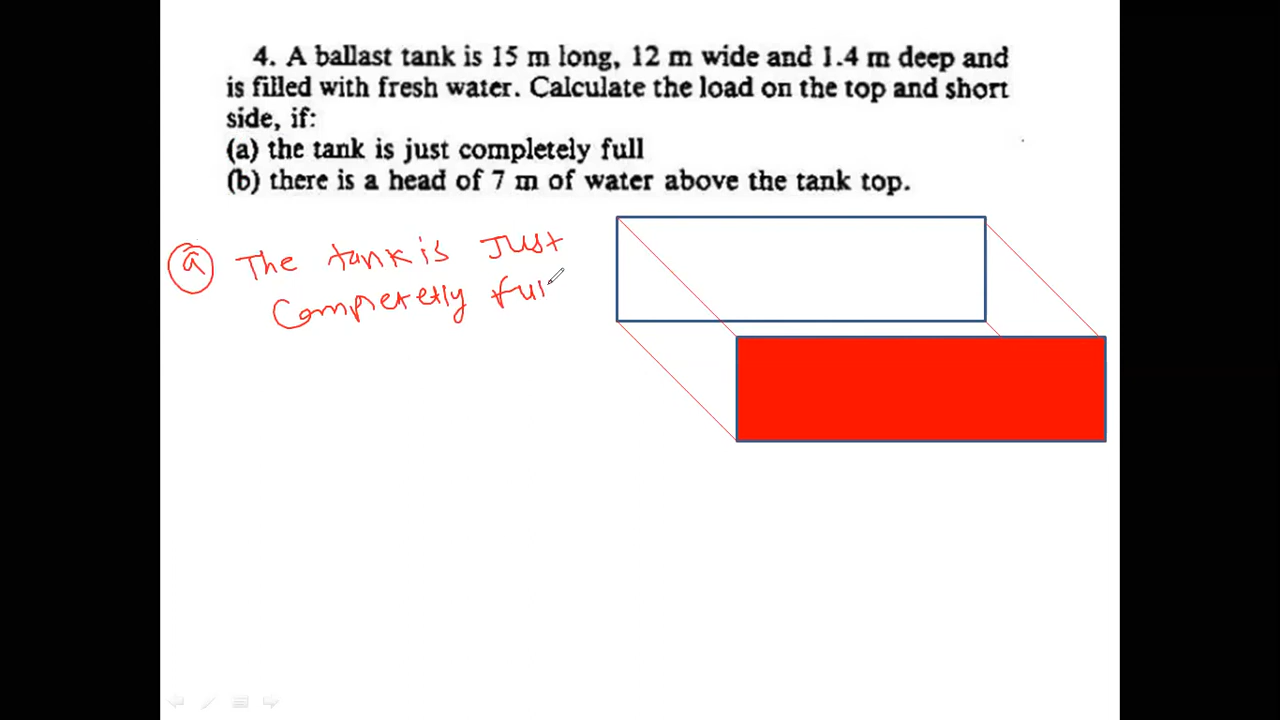 4. A ballast tank is 15 m long, 12 m wide and 1.4 m deep and
is filled with fresh water. Calculate the load on the top and short
side, if:
(a) the tank is just completely full
(b) there is a head of 7 m of water above the tank top.
a The tank is Just
Competetly ful